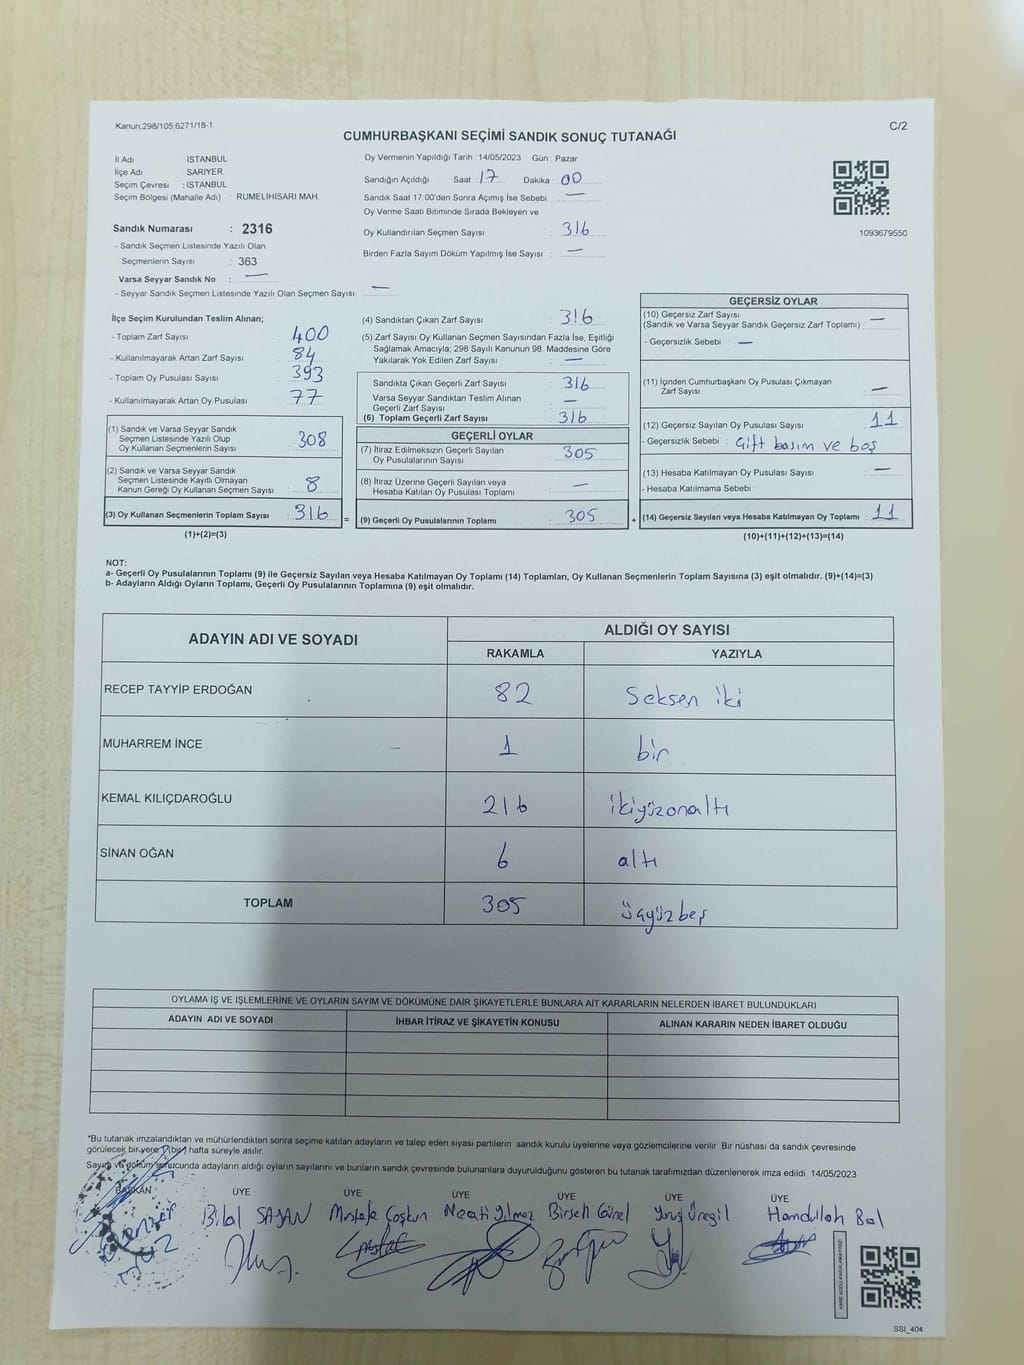 Kanun;298/105;6271/18-1
C/2
CUMHURBAŞKANI SEÇİMİ SANDIK SONUÇ TUTANAĞI
İl Adı : İSTANBUL
İlçe Adı : SARIYER
Seçim Çevresi : İSTANBUL
Seçim Bölgesi (Mahalle Adı) : RUMELİHİSARI MAH.
Sandık Numarası : 2316
- Sandık Seçmen Listesinde Yazılı Olan
Seçmenlerin Sayısı : 363
Varsa Seyyar Sandık No : —
- Seyyar Sandık Seçmen Listesinde Yazılı Olan Seçmen Sayısı: —
Oy Vermenin Yapıldığı Tarih : 14/05/2023 Gün : Pazar
Sandığın Açıldığı Saat : 17 Dakika : 00
Sandık Saat 17:00'den Sonra Açımış İse Sebebi : —
Oy Verme Saati Bitiminde Sırada Bekleyen ve
Oy Kullandırılan Seçmen Sayısı : 316
Birden Fazla Sayım Döküm Yapılmış İse Sayısı : —
1093679550
İlçe Seçim Kurulundan Teslim Alınan;
- Toplam Zarf Sayısı : 400
- Kullanılmayarak Artan Zarf Sayısı : 84
- Toplam Oy Pusulası Sayısı : 393
- Kullanılmayarak Artan Oy Pusulası : 77
(1) Sandık ve Varsa Seyyar Sandık
Seçmen Listesinde Yazılı Olup
Oy Kullanan Seçmenlerin Sayısı : 308
(2) Sandık ve Varsa Seyyar Sandık
Seçmen Listesinde Kayıtlı Olmayan
Kanun Gereği Oy Kullanan Seçmen Sayısı : 8
(3) Oy Kullanan Seçmenlerin Toplam Sayısı : 316
(1)+(2)=(3)
(4) Sandıktan Çıkan Zarf Sayısı : 316
(5) Zarf Sayısı Oy Kullanan Seçmen Sayısından Fazla İse, Eşitliği
Sağlamak Amacıyla, 298 Sayılı Kanunun 98. Maddesine Göre
Yakılarak Yok Edilen Zarf Sayısı : —
Sandıkta Çıkan Geçerli Zarf Sayısı : 316
Varsa Seyyar Sandıktan Teslim Alınan
Geçerli Zarf Sayısı : —
(6) Toplam Geçerli Zarf Sayısı : 316
GEÇERLİ OYLAR
(7) İtiraz Edilmeksizin Geçerli Sayılan
Oy Pusulalarının Sayısı : 305
(8) İtiraz Üzerine Geçerli Sayılan veya
Hesaba Katılan Oy Pusulası Toplamı : —
= (9) Geçerli Oy Pusulalarının Toplamı : 305 +
GEÇERSİZ OYLAR
(10) Geçersiz Zarf Sayısı
(Sandık ve Varsa Seyyar Sandık Geçersiz Zarf Toplamı) : —
- Geçersizlik Sebebi : —
(11) İçinden Cumhurbaşkanı Oy Pusulası Çıkmayan
Zarf Sayısı : —
(12) Geçersiz Sayılan Oy Pusulası Sayısı : 11
- Geçersizlik Sebebi : Çift basım ve boş
(13) Hesaba Katılmayan Oy Pusulası Sayısı : —
- Hesaba Katılmama Sebebi :
(14) Geçersiz Sayılan veya Hesaba Katılmayan Oy Toplamı : 11
(10)+(11)+(12)+(13)=(14)
NOT:
a- Geçerli Oy Pusulalarının Toplamı (9) ile Geçersiz Sayılan veya Hesaba Katılmayan Oy Toplamı (14) Toplamları, Oy Kullanan Seçmenlerin Toplam Sayısına (3) eşit olmalıdır. (9)+(14)=(3)
b- Adayların Aldığı Oyların Toplamı, Geçerli Oy Pusulalarının Toplamına (9) eşit olmalıdır.
ADAYIN ADI VE SOYADI
ALDIĞI OY SAYISI
RAKAMLA YAZIYLA
RECEP TAYYİP ERDOĞAN 82 Seksen iki
MUHARREM İNCE 1 bir
KEMAL KILIÇDAROĞLU 216 ikiyüzonaltı
SİNAN OĞAN 6 altı
TOPLAM 305 üçyüzbeş
OYLAMA İŞ VE İŞLEMLERİNE VE OYLARIN SAYIM VE DÖKÜMÜNE DAİR ŞİKAYETLERLE BUNLARA AİT KARARLARIN NELERDEN İBARET BULUNDUKLARI
ADAYIN ADI VE SOYADI İHBAR İTİRAZ VE ŞİKAYETİN KONUSU ALINAN KARARIN NEDEN İBARET OLDUĞU
*Bu tutanak imzalandıktan ve mühürlendikten sonra seçime katılan adayların ve talep eden siyasi partilerin sandık kurulu üyelerine veya gözlemcilerine verilir. Bir nüshası da sandık çevresinde
görülecek bir yere 1 (bir) hafta süreyle asılır.
Sayım ve döküm sonucunda adayların aldığı oyların sayılarını ve bunların sandık çevresinde bulunanlara duyurulduğunu gösteren bu tutanak tarafımızdan düzenlenerek imza edildi. 14/05/2023
BAŞKAN ÜYE ÜYE ÜYE ÜYE ÜYE ÜYE
Bilal SAYAN Mustafa Coşkun Necati Yılmaz Birsen Günel Yunus Üregil Hamdullah Bal
SSI_404